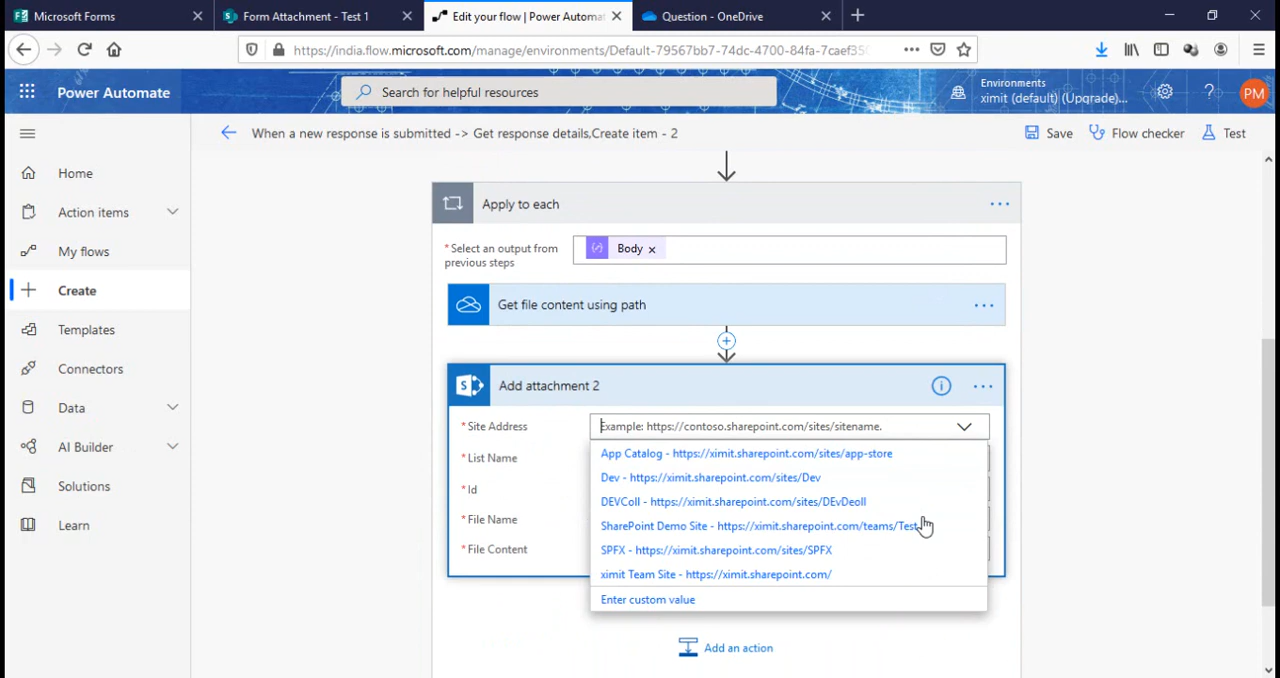 Microsoft Forms
Form Attachment - Test 1
Edit your flow | Power Automa
Question - OneDrive
https://india.flow.microsoft.com/manage/environments/Default-79567bb7-74dc-4700-84fa-7caef35
Power Automate
Search for helpful resources
Environments
ximit (default) (Upgrade)...
?
PM
When a new response is submitted -> Get response details,Create item - 2
Save
Flow checker
Test
Home
Action items
My flows
Create
Templates
Connectors
Data
AI Builder
Solutions
Learn
Apply to each
...
* Select an output from
previous steps
Body
Get file content using path
...
Add attachment 2
...
* Site Address
Example: https://contoso.sharepoint.com/sites/sitename.
* List Name
* Id
* File Name
* File Content
App Catalog - https://ximit.sharepoint.com/sites/app-store
Dev - https://ximit.sharepoint.com/sites/Dev
DEVColl - https://ximit.sharepoint.com/sites/DEvDeoll
SharePoint Demo Site - https://ximit.sharepoint.com/teams/Test
SPFX - https://ximit.sharepoint.com/sites/SPFX
ximit Team Site - https://ximit.sharepoint.com/
Enter custom value
Add an action